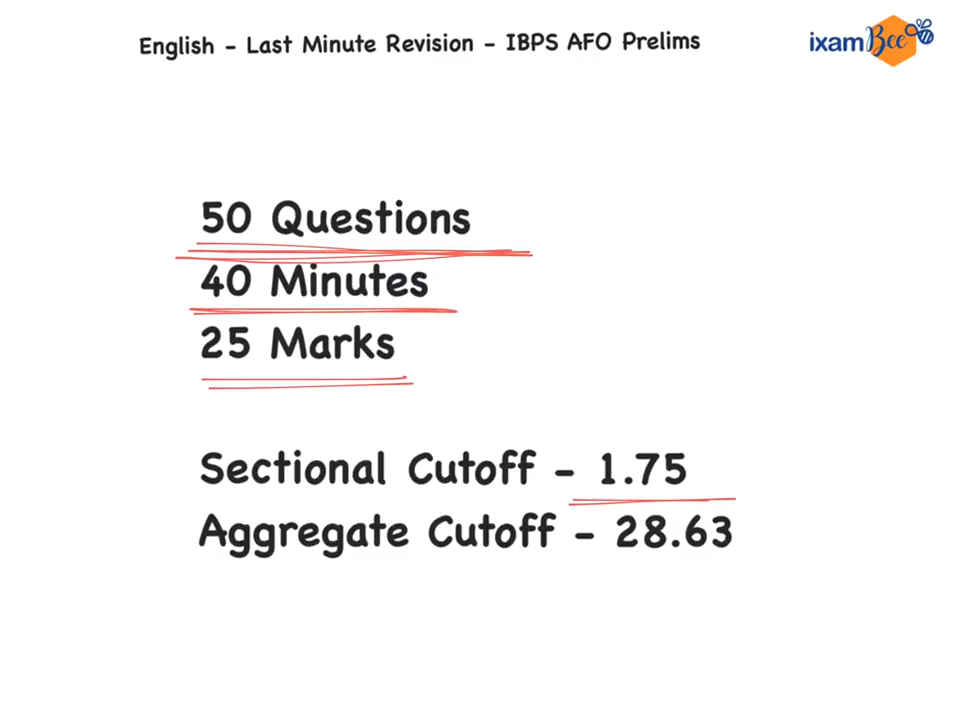 English - Last Minute Revision - IBPS AFO Prelims
ixamBee
50 Questions
40 Minutes
25 Marks
Sectional Cutoff - 1.75
Aggregate Cutoff - 28.63